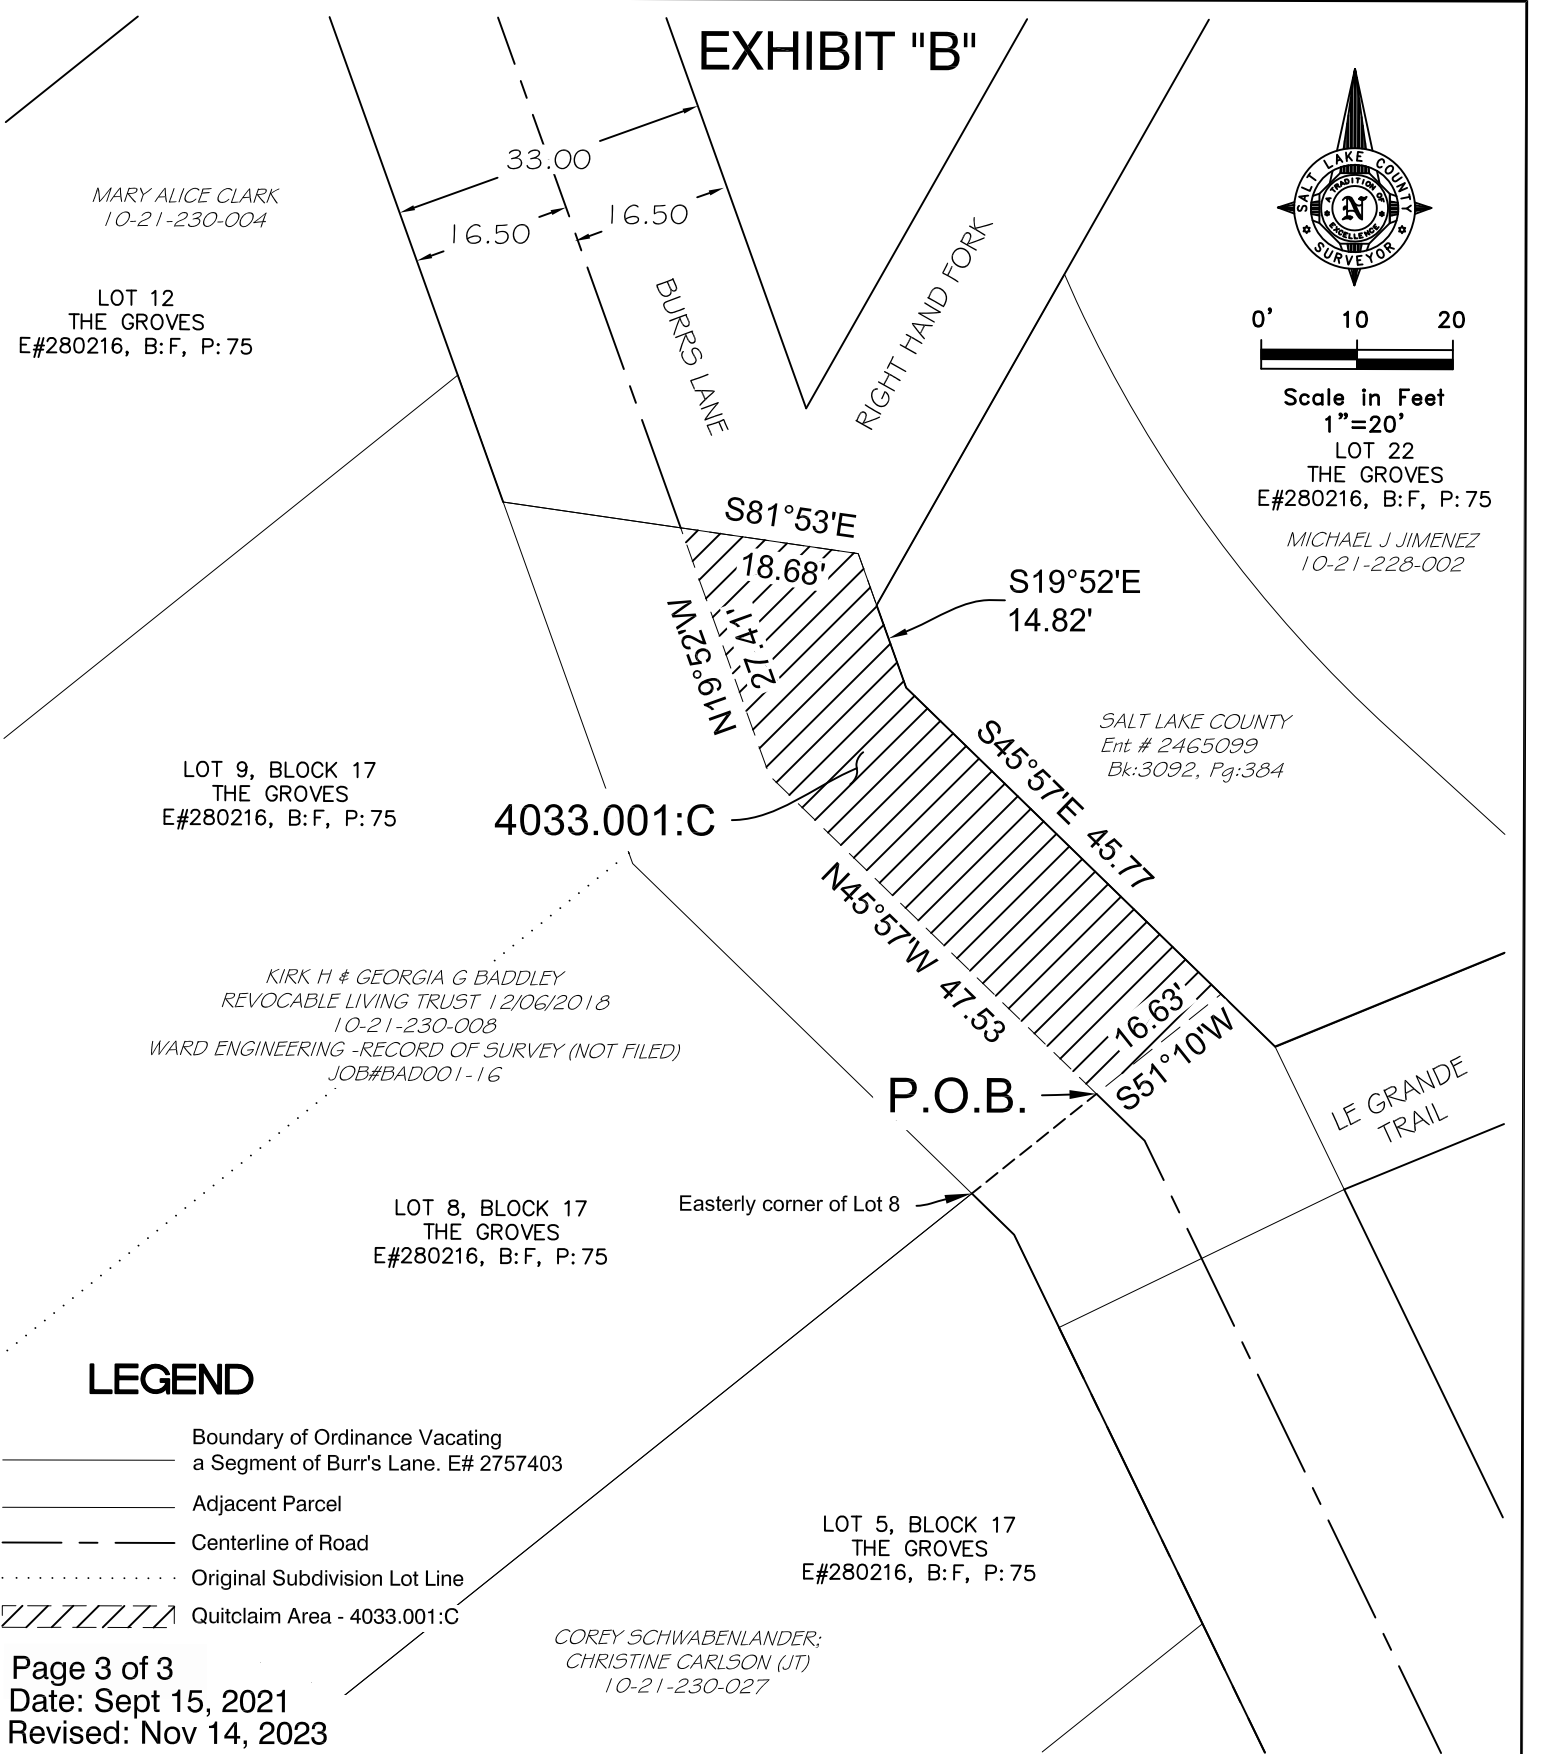 EXHIBIT "B"
33.00
16.50
16.50
MARY ALICE CLARK
10-21-230-004
LOT 12
THE GROVES
E#280216, B:F, P:75
BURRS LANE
RIGHT HAND FORK
SALT LAKE COUNTY
SURVEYOR
A TRADITION OF
EXCELLENCE
N
0' 10 20
Scale in Feet
1"=20'
LOT 22
THE GROVES
E#280216, B:F, P:75
MICHAEL J JIMENEZ
10-21-228-002
S81°53'E
18.68'
S19°52'E
14.82'
N19°52'W
27.41'
SALT LAKE COUNTY
Ent # 2465099
Bk:3092, Pg:384
S45°57'E 45.77
LOT 9, BLOCK 17
THE GROVES
E#280216, B:F, P:75
4033.001:C
N45°57'W 47.53
KIRK H & GEORGIA G BADDLEY
REVOCABLE LIVING TRUST 12/06/2018
10-21-230-008
WARD ENGINEERING -RECORD OF SURVEY (NOT FILED)
JOB#BAD001-16
16.63'
S51°10'W
P.O.B.
LE GRANDE
TRAIL
Easterly corner of Lot 8
LOT 8, BLOCK 17
THE GROVES
E#280216, B:F, P:75
LEGEND
Boundary of Ordinance Vacating
a Segment of Burr's Lane. E# 2757403
Adjacent Parcel
Centerline of Road
Original Subdivision Lot Line
Quitclaim Area - 4033.001:C
LOT 5, BLOCK 17
THE GROVES
E#280216, B:F, P:75
COREY SCHWABENLANDER;
CHRISTINE CARLSON (JT)
10-21-230-027
Page 3 of 3
Date: Sept 15, 2021
Revised: Nov 14, 2023